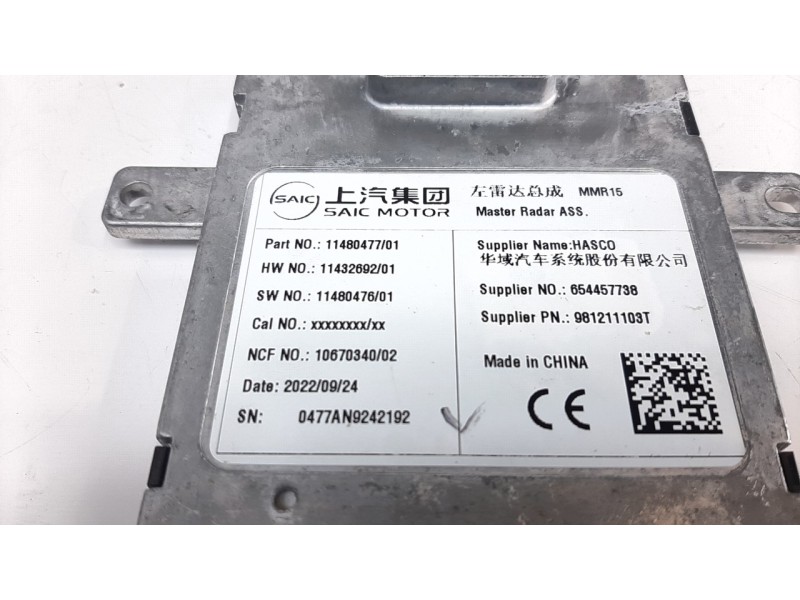 SAIC 上汽集团
SAIC MOTOR
左雷达总成 MMR15
Master Radar ASS.
Part NO.: 11480477/01
HW NO.: 11432692/01
SW NO.: 11480476/01
Cal NO.: xxxxxxxx/xx
NCF NO.: 10670340/02
Date: 2022/09/24
SN: 0477AN9242192
Supplier Name:HASCO
华域汽车系统股份有限公司
Supplier NO.: 654457738
Supplier PN.: 981211103T
Made in CHINA
CE